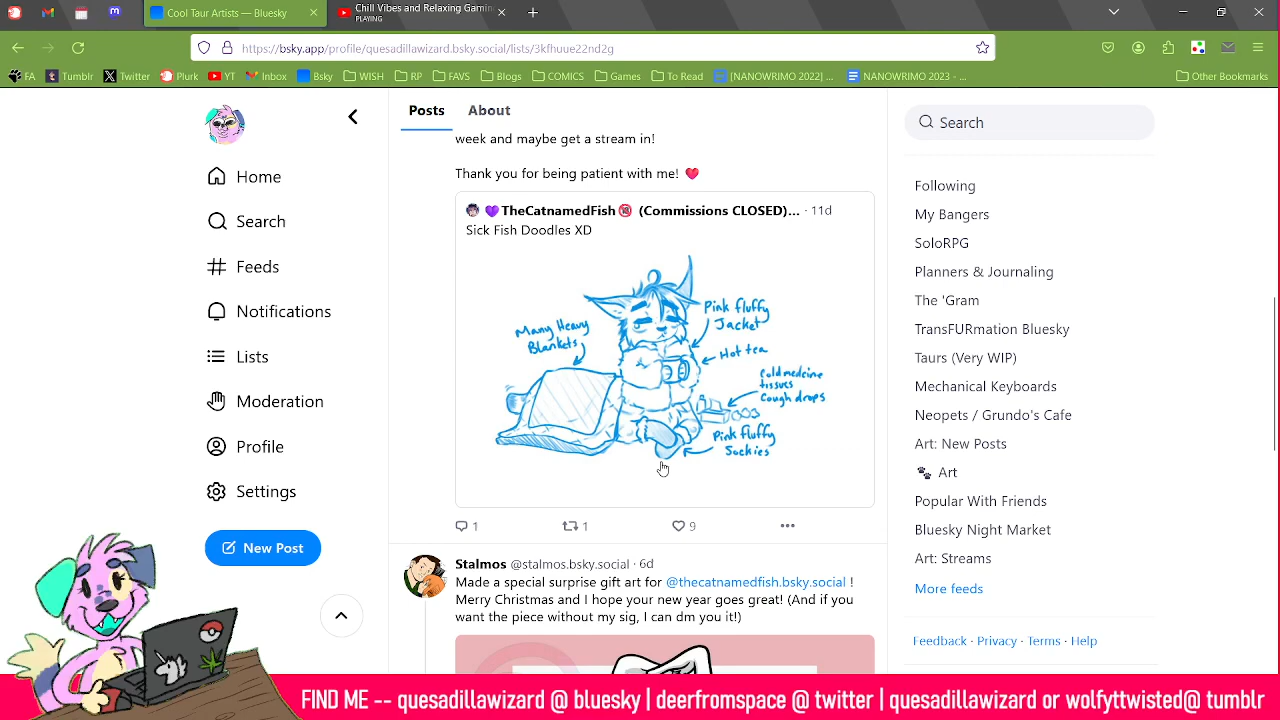 Cool Taur Artists — Bluesky
Chill Vibes and Relaxing Gaming
PLAYING
https://bsky.app/profile/quesadillawizard.bsky.social/lists/3kfhuue22nd2g
FA Tumblr Twitter Plurk YT Inbox Bsky WISH RP FAVS Blogs COMICS Games To Read [NANOWRIMO 2022] ... NANOWRIMO 2023 - ... Other Bookmarks
Home
Search
Feeds
Notifications
Lists
Moderation
Profile
Settings
New Post
Posts About
week and maybe get a stream in!
Thank you for being patient with me! 💗
💜TheCatnamedFish🔞 (Commissions CLOSED)... · 11d
Sick Fish Doodles XD
Many Heavy
Blankets
Pink fluffy
Jacket
Hot tea
Cold medcine
tissues
Cough drops
Pink fluffy
Sockies
1 1 9
Stalmos @stalmos.bsky.social · 6d
Made a special surprise gift art for @thecatnamedfish.bsky.social !
Merry Christmas and I hope your new year goes great! (And if you
want the piece without my sig, I can dm you it!)
Search
Following
My Bangers
SoloRPG
Planners & Journaling
The 'Gram
TransFURmation Bluesky
Taurs (Very WIP)
Mechanical Keyboards
Neopets / Grundo's Cafe
Art: New Posts
🐾 Art
Popular With Friends
Bluesky Night Market
Art: Streams
More feeds
Feedback · Privacy · Terms · Help
FIND ME -- quesadillawizard @ bluesky | deerfromspace @ twitter | quesadillawizard or wolfyttwisted@ tumblr